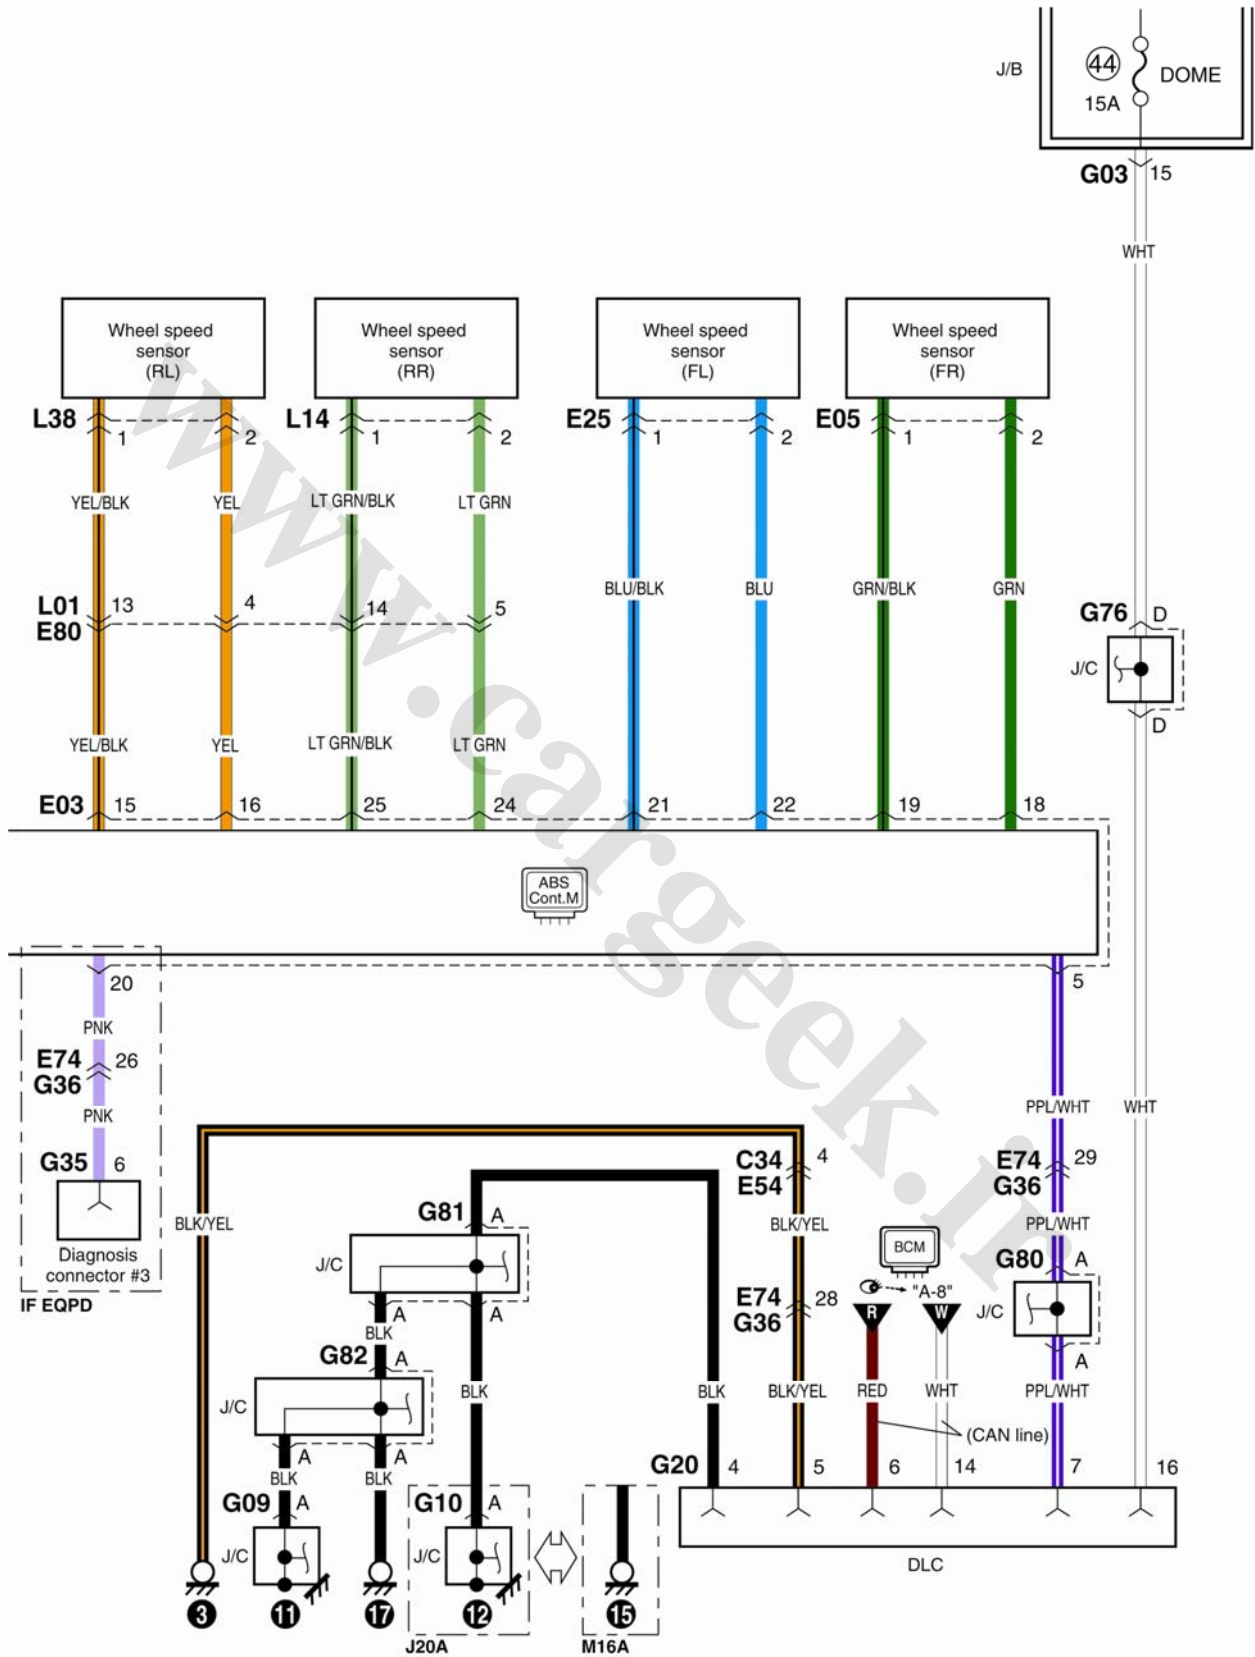 J/B
44
15A
DOME
G03 15
WHT
Wheel speed
sensor
(RL)
Wheel speed
sensor
(RR)
Wheel speed
sensor
(FL)
Wheel speed
sensor
(FR)
L38 1 2
L14 1 2
E25 1 2
E05 1 2
YEL/BLK YEL LT GRN/BLK LT GRN
BLU/BLK BLU GRN/BLK GRN
L01 13 4 14 5
E80
G76 D
J/C
D
YEL/BLK YEL LT GRN/BLK LT GRN
E03 15 16 25 24 21 22 19 18
ABS
Cont.M
20 5
PNK
E74 26
G36
PNK
G35 6
Diagnosis
connector #3
IF EQPD
PPL/WHT WHT
C34 4
E54
E74 29
G36
BLK/YEL
G81 A
BLK/YEL
PPL/WHT
BCM
"A-8"
G80 A
J/C
A A
E74 28
G36
R W
J/C
A
BLK
G82 A
J/C
BLK
BLK
BLK/YEL
RED
WHT
PPL/WHT
A A
(CAN line)
BLK BLK
G20 4 5 6 14 7 16
G09 A
G10 A
J/C
J/C
DLC
3 11 17 12 15
J20A
M16A
www.cargeek.ir